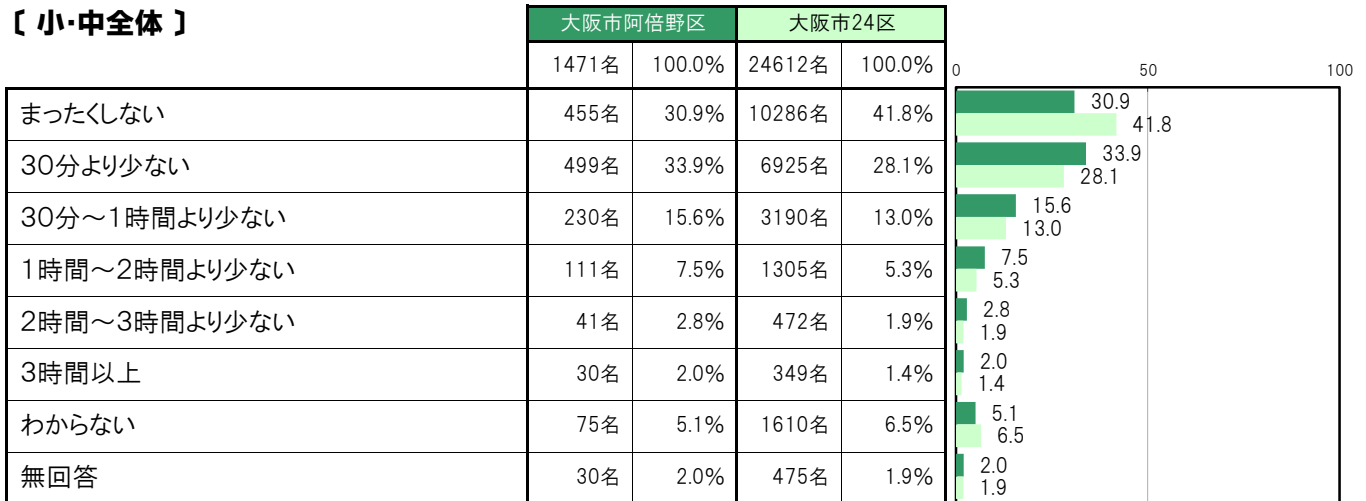 〔 小・中全体 〕
大阪市阿倍野区 大阪市24区
1471名 100.0% 24612名 100.0%
0 50 100
まったくしない 455名 30.9% 10286名 41.8% 30.9
41.8
30分より少ない 499名 33.9% 6925名 28.1% 33.9
28.1
30分～1時間より少ない 230名 15.6% 3190名 13.0% 15.6
13.0
1時間～2時間より少ない 111名 7.5% 1305名 5.3% 7.5
5.3
2時間～3時間より少ない 41名 2.8% 472名 1.9% 2.8
1.9
3時間以上 30名 2.0% 349名 1.4% 2.0
1.4
わからない 75名 5.1% 1610名 6.5% 5.1
6.5
無回答 30名 2.0% 475名 1.9% 2.0
1.9